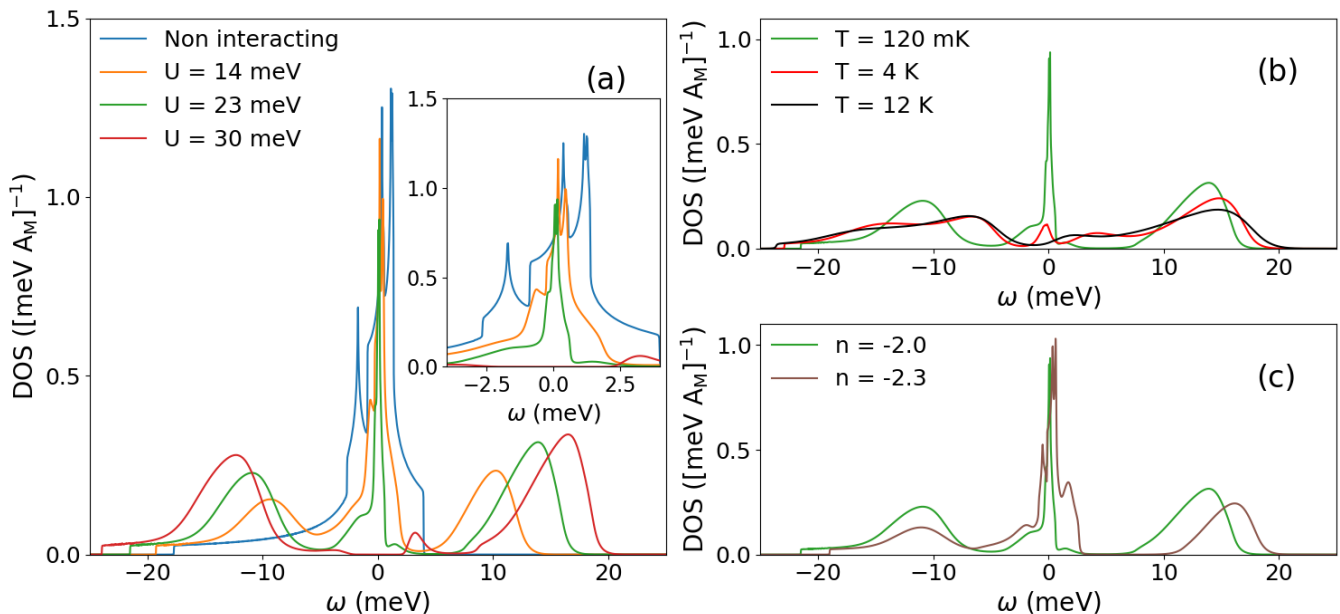 (a)
Non interacting
U = 14 meV
U = 23 meV
U = 30 meV
DOS ([meV A_M]⁻¹)
1.5
1.0
0.5
0.0
−20
−10
0
10
20
ω (meV)
1.5
1.0
0.5
0.0
−2.5
0.0
2.5
ω (meV)
(b)
T = 120 mK
T = 4 K
T = 12 K
DOS ([meV A_M]⁻¹)
1.0
0.5
0.0
−20
−10
0
10
20
ω (meV)
(c)
n = -2.0
n = -2.3
DOS ([meV A_M]⁻¹)
1.0
0.5
0.0
−20
−10
0
10
20
ω (meV)